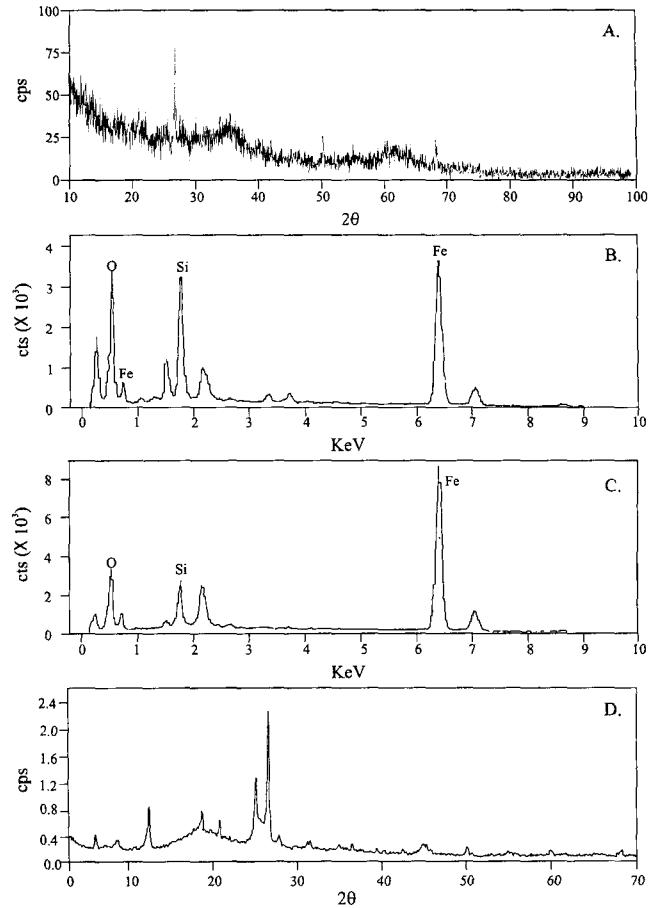 A.
cps
100
75
50
25
0
10 20 30 40 50 60 70 80 90 100
2θ
B.
cts (X 10³)
4
3
2
1
0
O
Fe
Si
Fe
0 1 2 3 4 5 6 7 8 9 10
KeV
C.
cts (X 10³)
8
6
4
2
0
O
Si
Fe
0 1 2 3 4 5 6 7 8 9 10
KeV
D.
cps
2.4
2.0
1.6
1.2
0.8
0.4
0.0
0 10 20 30 40 50 60 70
2θ